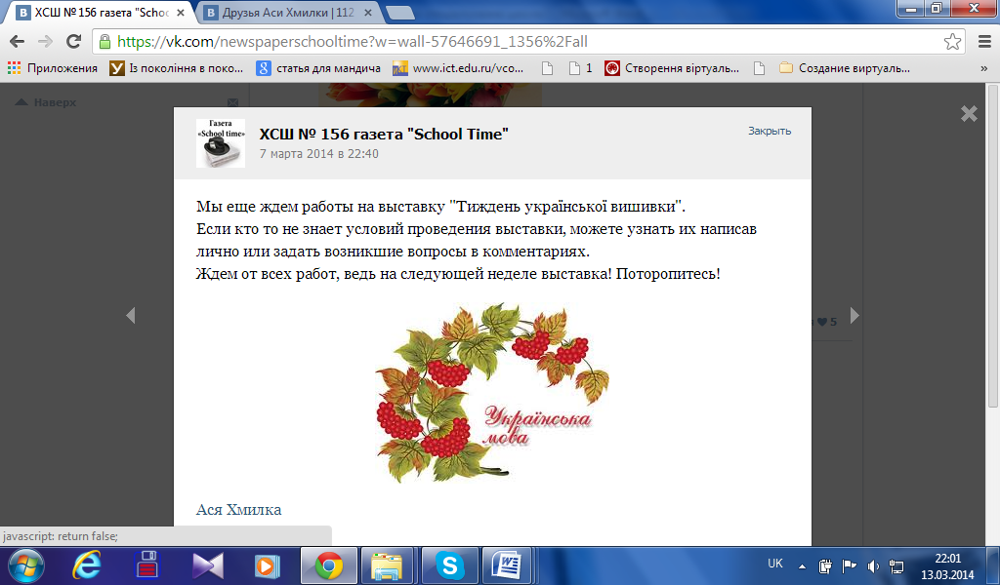 ХСШ № 156 газета "Schoo
Друзья Аси Хмилки | 112
https://vk.com/newspaperschooltime?w=wall-57646691_1356%2Fall
Приложения
Із покоління в поко...
статья для мандича
www.ict.edu.ru/vco...
1
Створення віртуаль...
Создание виртуаль...
»
Наверх
Газета
«School time»
ХСШ № 156 газета "School Time"
Закрыть
7 марта 2014 в 22:40
Мы еще ждем работы на выставку "Тиждень української вишивки".
Если кто то не знает условий проведения выставки, можете узнать их написав
лично или задать возникшие вопросы в комментариях.
Ждем от всех работ, ведь на следующей неделе выставка! Поторопитесь!
5
Українська
мова
Ася Хмилка
javascript: return false;
UK
22:01
13.03.2014